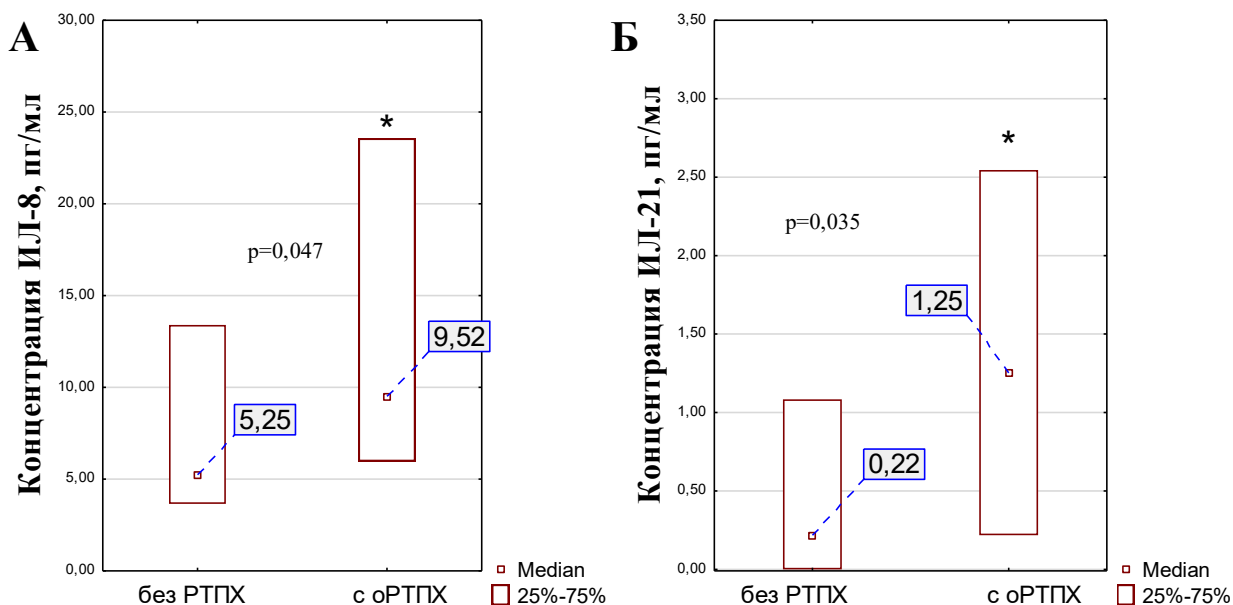 А
Концентрация ИЛ-8, пг/мл
30,00
25,00
20,00
15,00
10,00
5,00
0,00
*
p=0,047
9,52
5,25
без РТПХ
с оРТПХ
Median
25%-75%
Б
Концентрация ИЛ-21, пг/мл
3,50
3,00
2,50
2,00
1,50
1,00
0,50
0,00
*
p=0,035
1,25
0,22
без РТПХ
с оРТПХ
Median
25%-75%